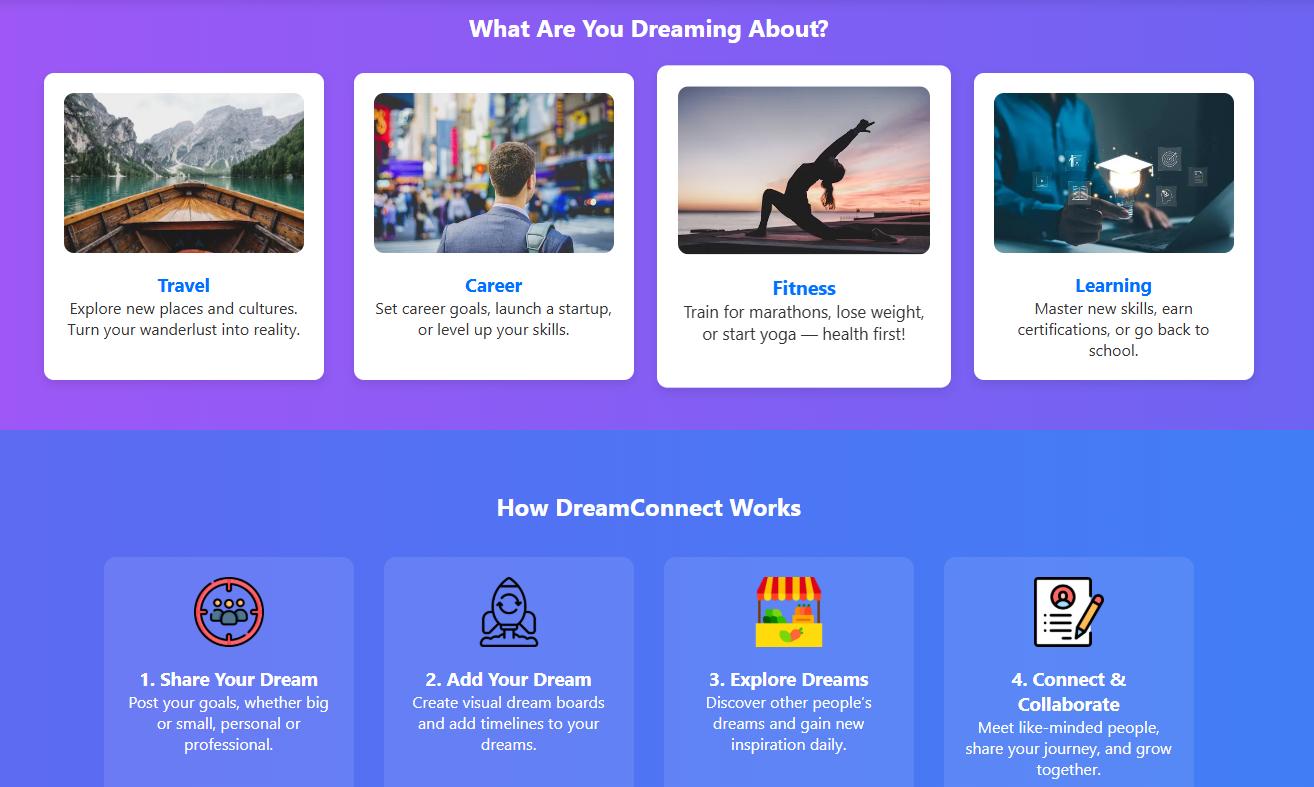 What Are You Dreaming About?
Travel
Explore new places and cultures.
Turn your wanderlust into reality.
Career
Set career goals, launch a startup,
or level up your skills.
Fitness
Train for marathons, lose weight,
or start yoga — health first!
Learning
Master new skills, earn
certifications, or go back to
school.
How DreamConnect Works
1. Share Your Dream
Post your goals, whether big
or small, personal or
professional.
2. Add Your Dream
Create visual dream boards
and add timelines to your
dreams.
3. Explore Dreams
Discover other people’s
dreams and gain new
inspiration daily.
4. Connect &
Collaborate
Meet like-minded people,
share your journey, and grow
together.